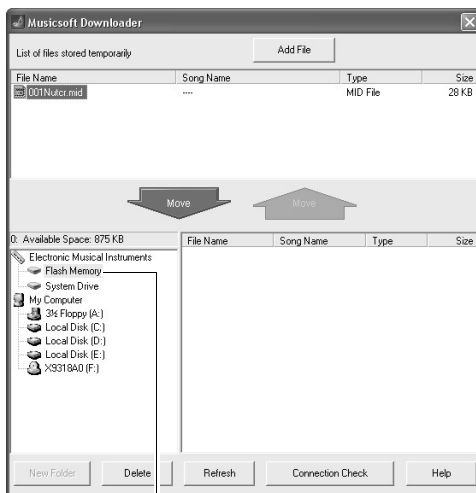 Musicsoft Downloader
List of files stored temporarily
Add File
File Name Song Name Type Size
001Nutcr.mid ---- MID File 28 KB
Move Move
0: Available Space: 875 KB
Electronic Musical Instruments
Flash Memory
System Drive
My Computer
3½ Floppy (A:)
Local Disk (C:)
Local Disk (D:)
Local Disk (E:)
X9318A0 (F:)
File Name Song Name Type Size
New Folder Delete Refresh Connection Check Help